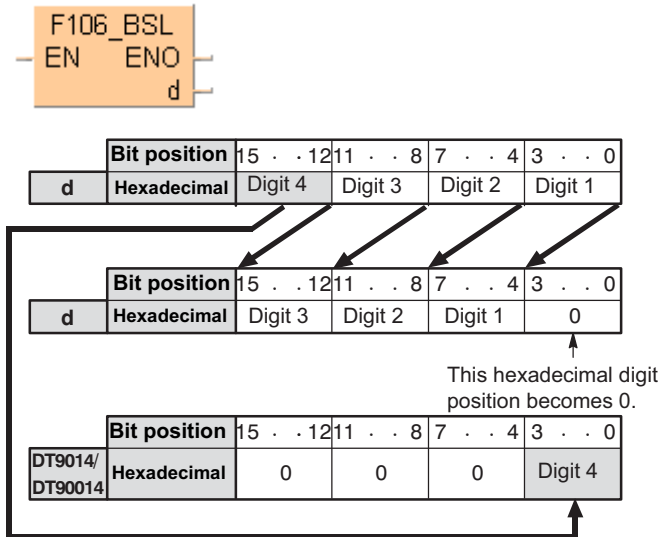 F106_BSL
EN ENO
d
Bit position 15 · · 12 11 · · 8 7 · · 4 3 · · 0
d Hexadecimal Digit 4 Digit 3 Digit 2 Digit 1
Bit position 15 · · 12 11 · · 8 7 · · 4 3 · · 0
d Hexadecimal Digit 3 Digit 2 Digit 1 0
This hexadecimal digit
position becomes 0.
Bit position 15 · · 12 11 · · 8 7 · · 4 3 · · 0
DT9014/
DT90014 Hexadecimal 0 0 0 Digit 4